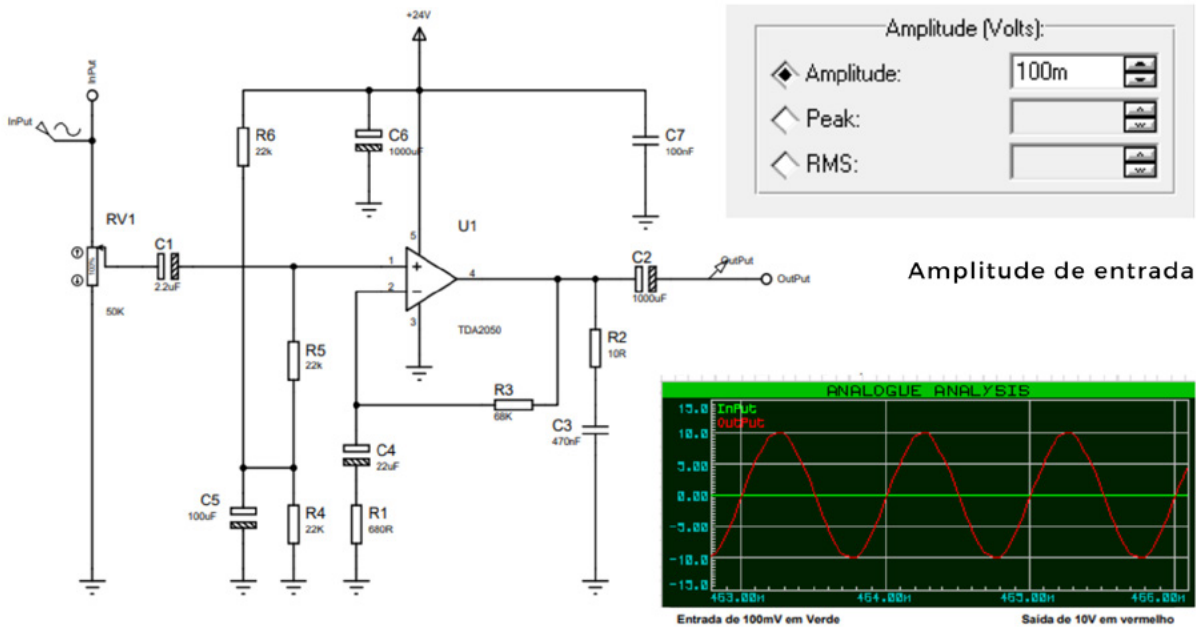 +24V
InPut
InPut
RV1
100%
50K
C1
2.2uF
R6
22k
C6
1000uF
C7
100nF
U1
5
1
2
3
4
TDA2050
R5
22k
R3
68K
C2
1000uF
OutPut
OutPut
R2
10R
C3
470nF
C4
22uF
C5
100uF
R4
22K
R1
680R
Amplitude (Volts):
Amplitude:
100m
Peak:
RMS:
Amplitude de entrada
ANALOGUE ANALYSIS
InPut
OutPut
15.0
10.0
5.00
0.00
-5.00
-10.0
-15.0
463.00m
464.00m
465.00m
466.00m
Entrada de 100mV em Verde
Saída de 10V em vermelho